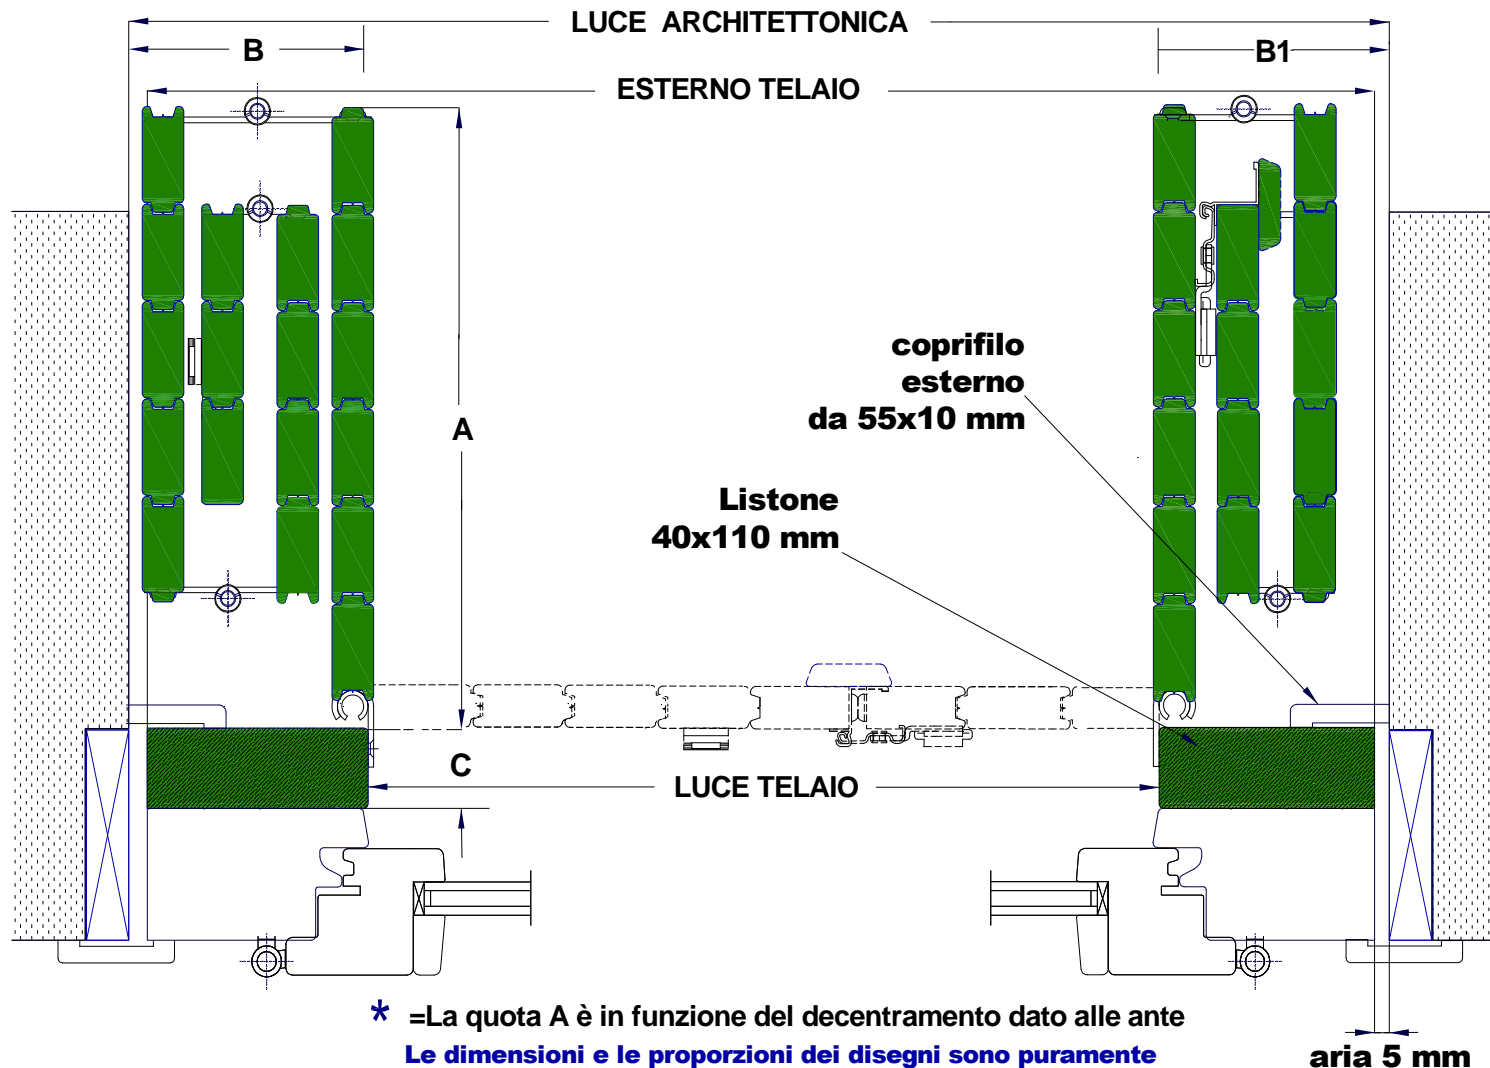 LUCE ARCHITETTONICA
B
B1
ESTERNO TELAIO
coprifilo
esterno
da 55x10 mm
A
Listone
40x110 mm
C
LUCE TELAIO
* =La quota A è in funzione del decentramento dato alle ante
Le dimensioni e le proporzioni dei disegni sono puramente
aria 5 mm